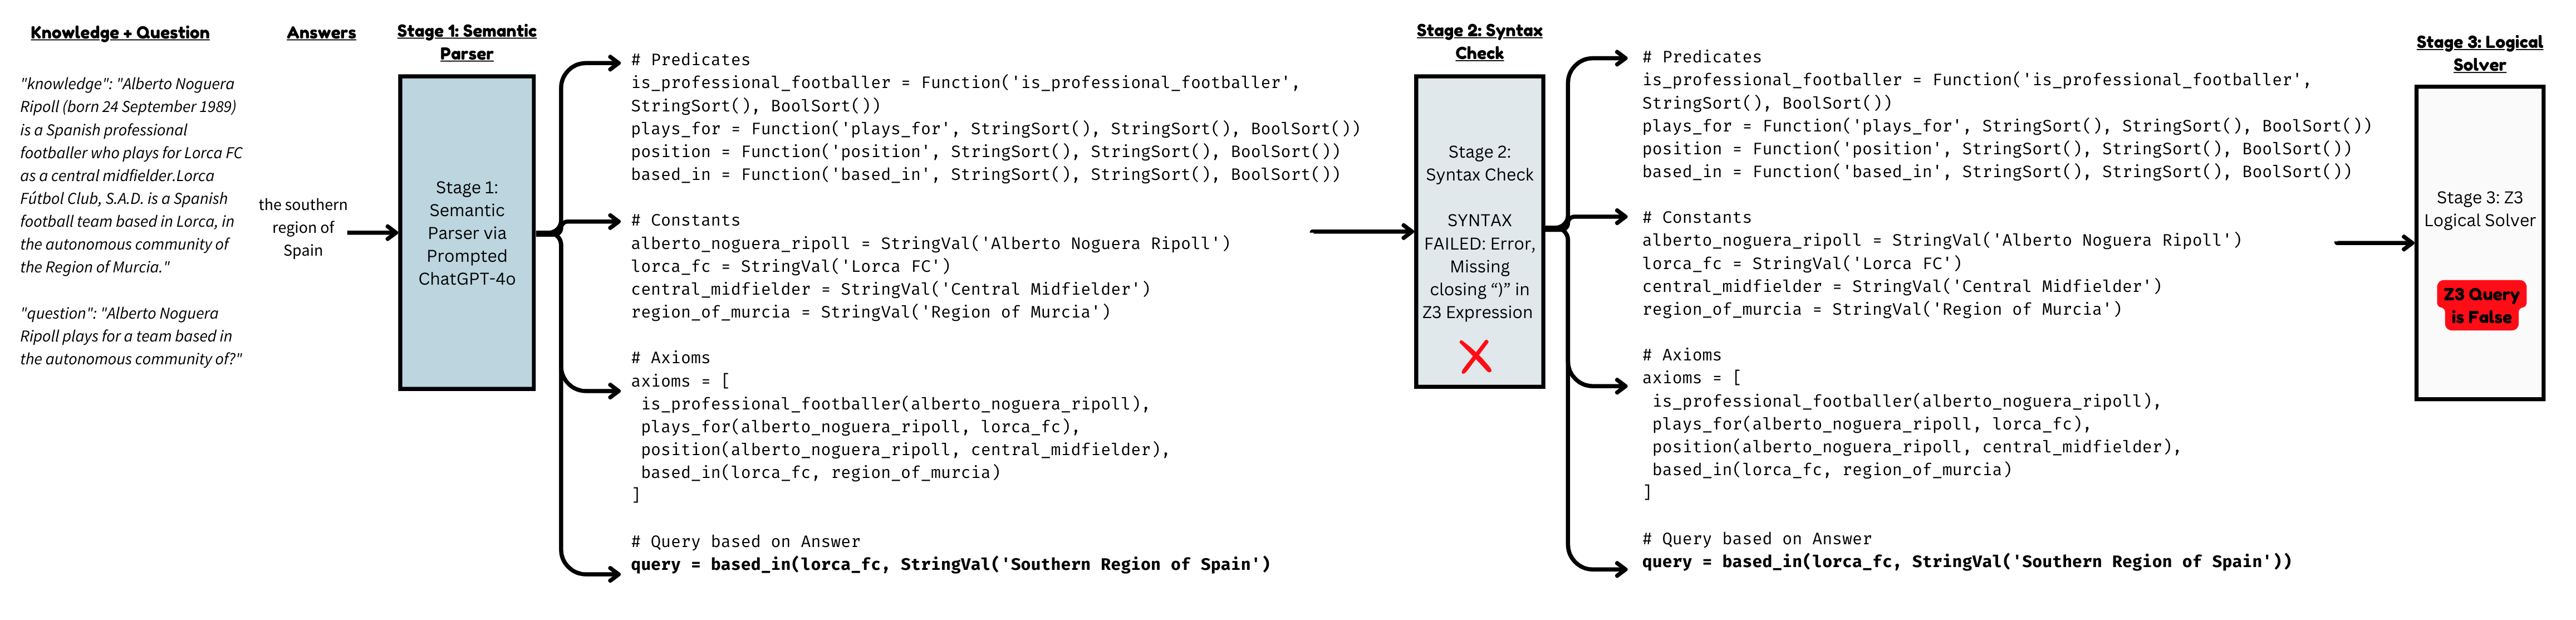 Knowledge + Question
"knowledge": "Alberto Noguera
Ripoll (born 24 September 1989)
is a Spanish professional
footballer who plays for Lorca FC
as a central midfielder.Lorca
Fútbol Club, S.A.D. is a Spanish
football team based in Lorca, in
the autonomous community of
the Region of Murcia."
"question": "Alberto Noguera
Ripoll plays for a team based in
the autonomous community of?"
Answers
the southern
region of
Spain
Stage 1: Semantic
Parser
Stage 1:
Semantic
Parser via
Prompted
ChatGPT-4o
# Predicates
is_professional_footballer = Function('is_professional_footballer',
StringSort(), BoolSort())
plays_for = Function('plays_for', StringSort(), StringSort(), BoolSort())
position = Function('position', StringSort(), StringSort(), BoolSort())
based_in = Function('based_in', StringSort(), StringSort(), BoolSort())
# Constants
alberto_noguera_ripoll = StringVal('Alberto Noguera Ripoll')
lorca_fc = StringVal('Lorca FC')
central_midfielder = StringVal('Central Midfielder')
region_of_murcia = StringVal('Region of Murcia')
# Axioms
axioms = [
is_professional_footballer(alberto_noguera_ripoll),
plays_for(alberto_noguera_ripoll, lorca_fc),
position(alberto_noguera_ripoll, central_midfielder),
based_in(lorca_fc, region_of_murcia)
]
# Query based on Answer
query = based_in(lorca_fc, StringVal('Southern Region of Spain')
Stage 2: Syntax
Check
Stage 2:
Syntax Check
SYNTAX
FAILED: Error,
Missing
closing “)” in
Z3 Expression
# Predicates
is_professional_footballer = Function('is_professional_footballer',
StringSort(), BoolSort())
plays_for = Function('plays_for', StringSort(), StringSort(), BoolSort())
position = Function('position', StringSort(), StringSort(), BoolSort())
based_in = Function('based_in', StringSort(), StringSort(), BoolSort())
# Constants
alberto_noguera_ripoll = StringVal('Alberto Noguera Ripoll')
lorca_fc = StringVal('Lorca FC')
central_midfielder = StringVal('Central Midfielder')
region_of_murcia = StringVal('Region of Murcia')
# Axioms
axioms = [
is_professional_footballer(alberto_noguera_ripoll),
plays_for(alberto_noguera_ripoll, lorca_fc),
position(alberto_noguera_ripoll, central_midfielder),
based_in(lorca_fc, region_of_murcia)
]
# Query based on Answer
query = based_in(lorca_fc, StringVal('Southern Region of Spain'))
Stage 3: Logical
Solver
Stage 3: Z3
Logical Solver
Z3 Query
is False